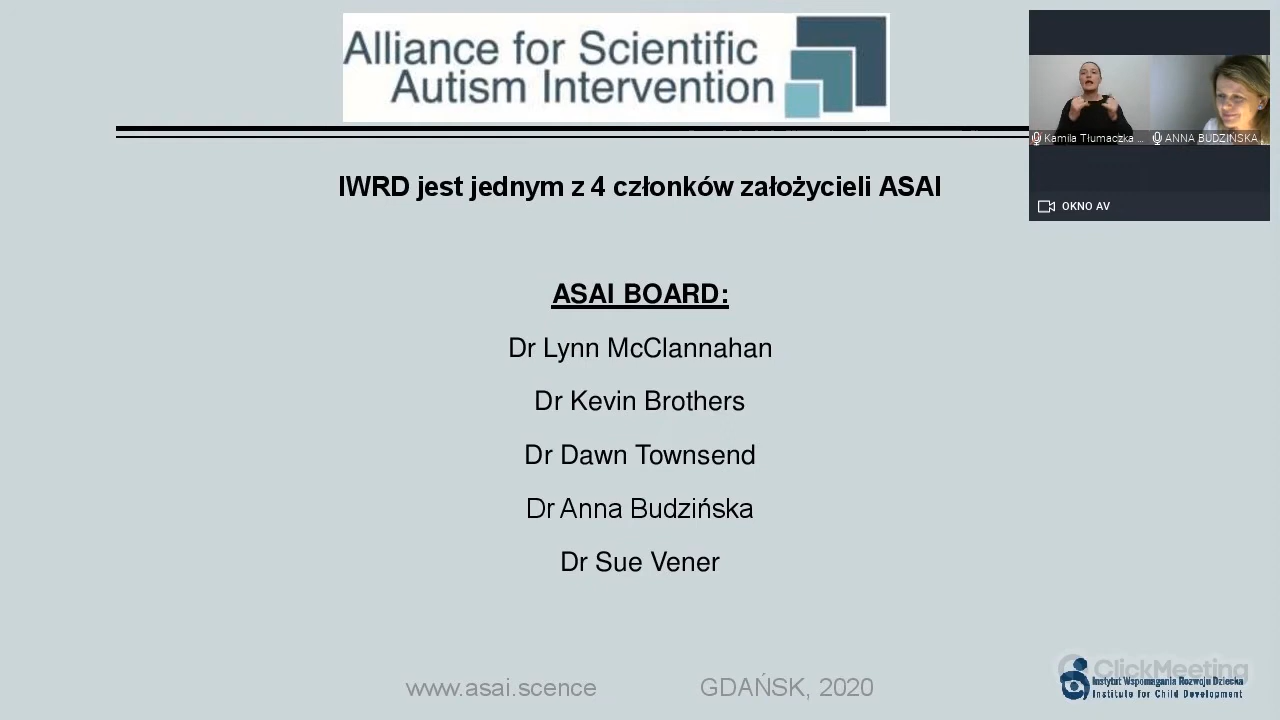 Alliance for Scientific
Autism Intervention
Kamila Tłumaczka ...
ANNA BUDZIŃSKA
OKNO AV
IWRD jest jednym z 4 członków założycieli ASAI
ASAI BOARD:
Dr Lynn McClannahan
Dr Kevin Brothers
Dr Dawn Townsend
Dr Anna Budzińska
Dr Sue Vener
www.asai.scence
GDAŃSK, 2020
ClickMeeting
Instytut Wspomagania Rozwoju Dziecka
Institute for Child Development